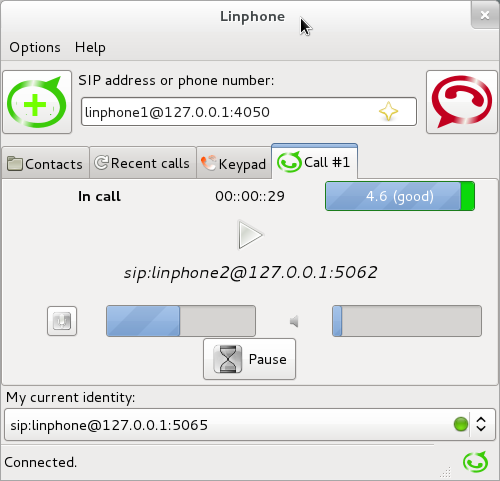 Linphone
Options Help
SIP address or phone number:
linphone1@127.0.0.1:4050
Contacts Recent calls Keypad Call #1
In call 00::00::29 4.6 (good)
sip:linphone2@127.0.0.1:5062
Pause
My current identity:
sip:linphone@127.0.0.1:5065
Connected.